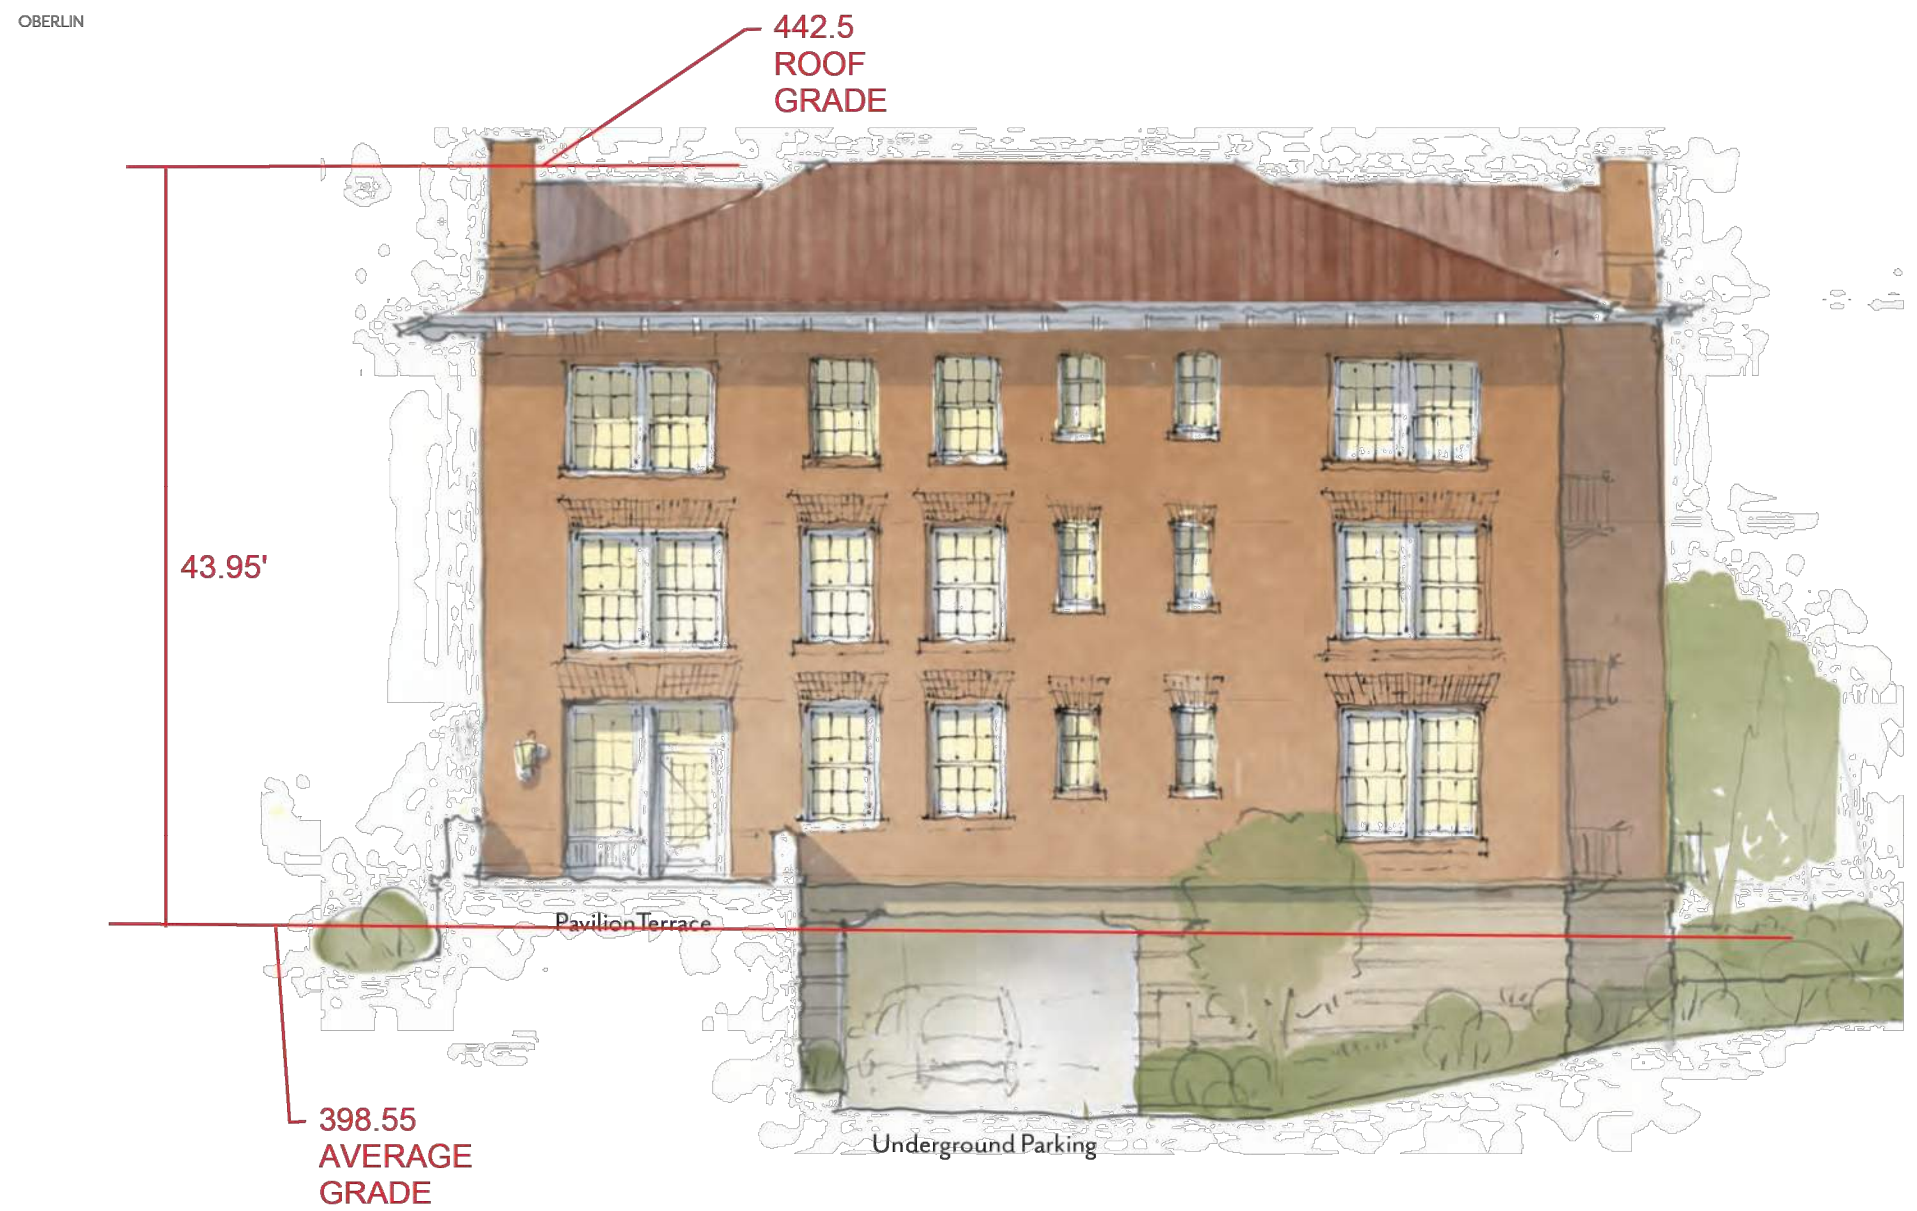 OBERLIN
442.5
ROOF
GRADE
43.95'
Pavilion Terrace
398.55
AVERAGE
GRADE
Underground Parking